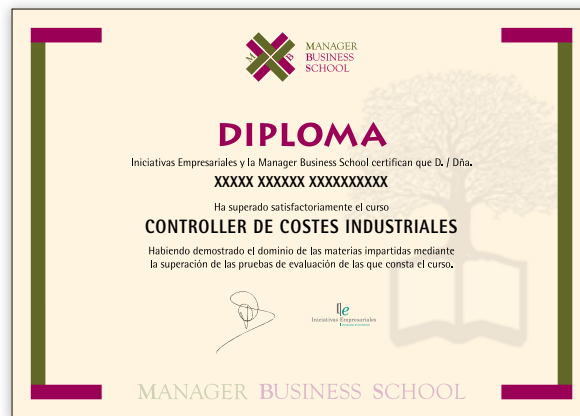 M B
MANAGER
BUSINESS
SCHOOL
DIPLOMA
Iniciativas Empresariales y la Manager Business School certifican que D. / Dña.
XXXXX XXXXXX XXXXXXXXXX
Ha superado satisfactoriamente el curso
CONTROLLER DE COSTES INDUSTRIALES
Habiendo demostrado el dominio de las materias impartidas mediante
la superación de las pruebas de evaluación de las que consta el curso.
Ile
Iniciativas Empresariales
MANAGER BUSINESS SCHOOL